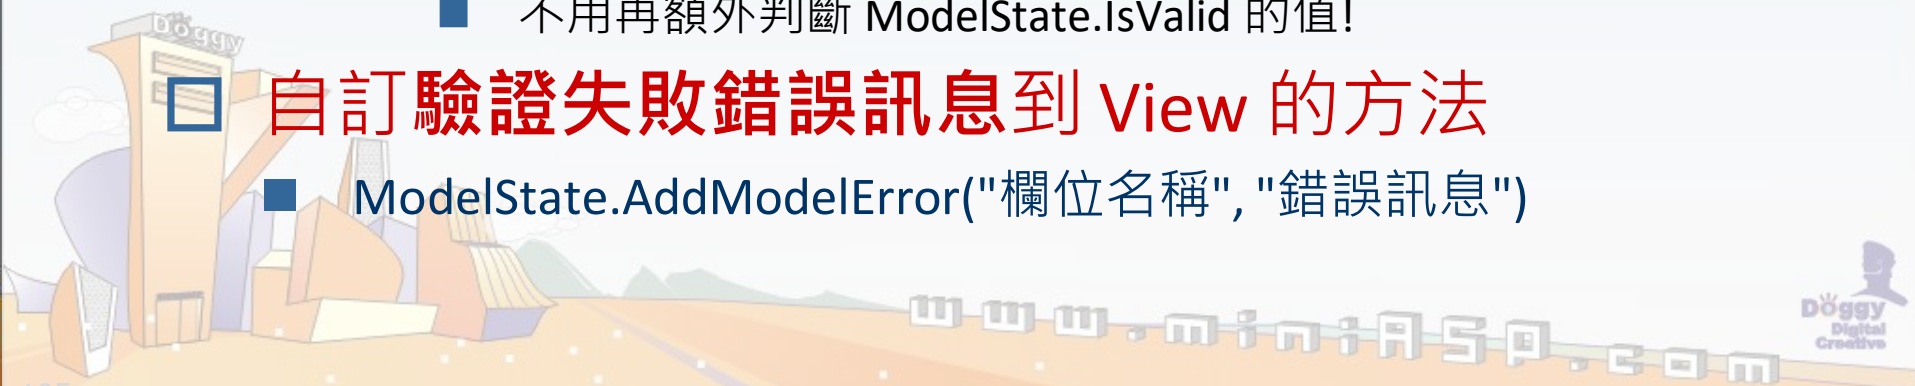 不用再額外判斷 ModelState.IsValid 的值!
自訂驗證失敗錯誤訊息到 View 的方法
ModelState.AddModelError("欄位名稱", "錯誤訊息")
Doggy
www.miniASP.com
Doggy
Digital
Creative